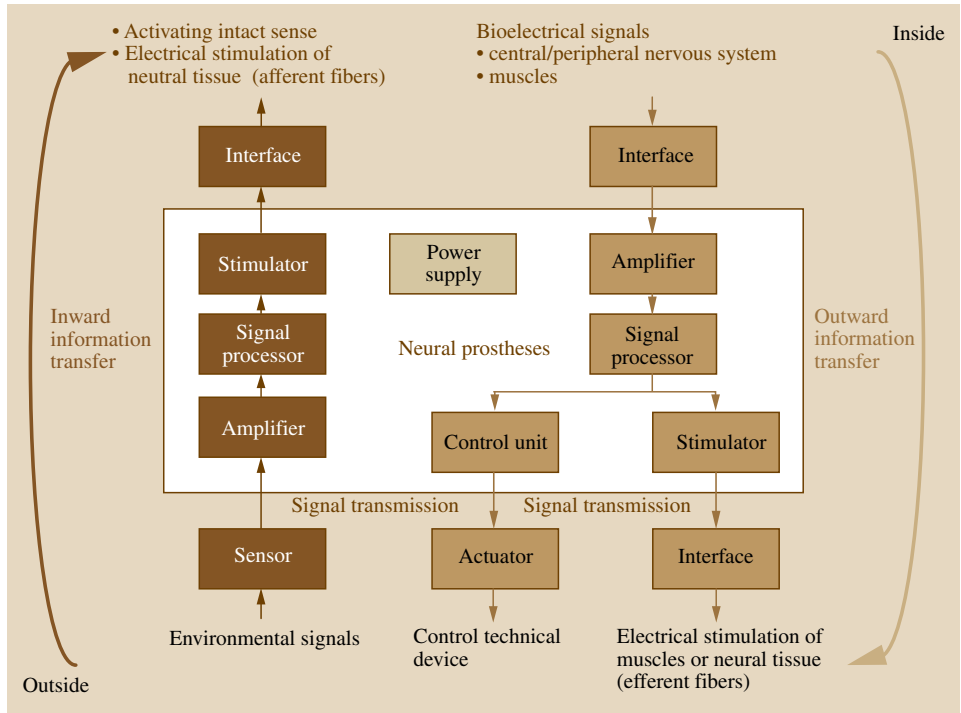 • Activating intact sense
• Electrical stimulation of
neutral tissue (afferent fibers)
Bioelectrical signals
• central/peripheral nervous system
• muscles
Inside
Interface
Interface
Stimulator
Power
supply
Amplifier
Inward
information
transfer
Signal
processor
Neural prostheses
Signal
processor
Outward
information
transfer
Amplifier
Control unit
Stimulator
Signal transmission
Signal transmission
Sensor
Actuator
Interface
Environmental signals
Control technical
device
Electrical stimulation of
muscles or neural tissue
(efferent fibers)
Outside